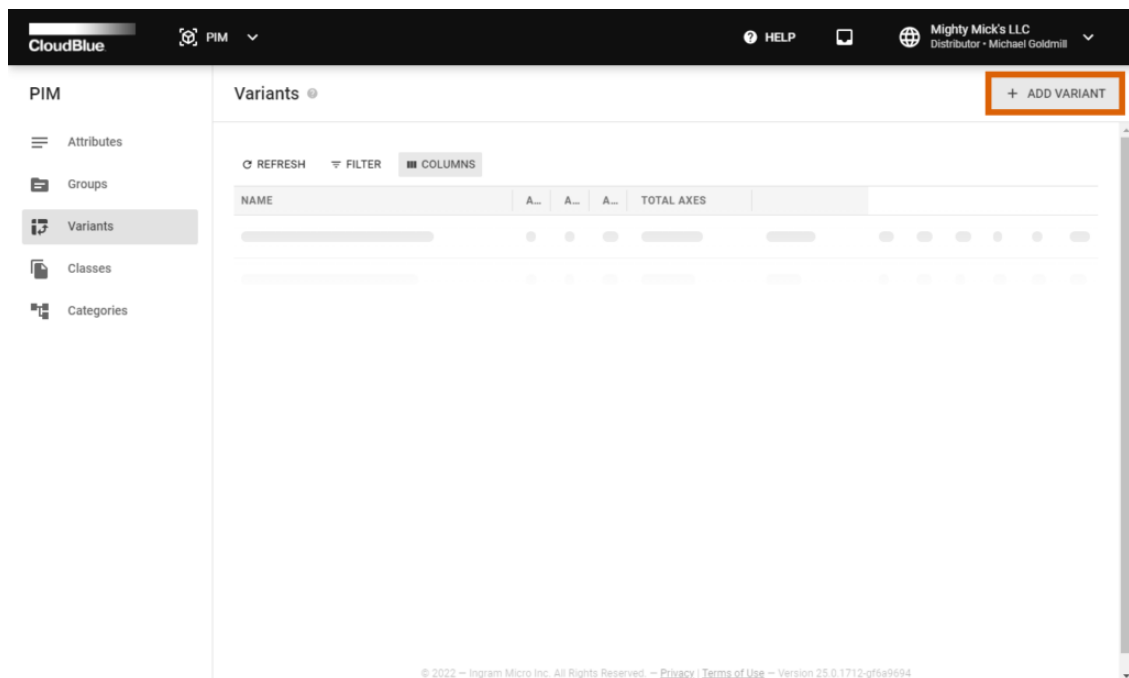 CloudBlue
PIM
HELP
Mighty Mick's LLC
Distributor • Michael Goldmill
PIM
Variants
+ ADD VARIANT
Attributes
Groups
Variants
Classes
Categories
REFRESH
FILTER
COLUMNS
NAME
A...
A...
A...
TOTAL AXES
© 2022 — Ingram Micro Inc. All Rights Reserved. — Privacy | Terms of Use — Version 25.0.1712-gf6a9694